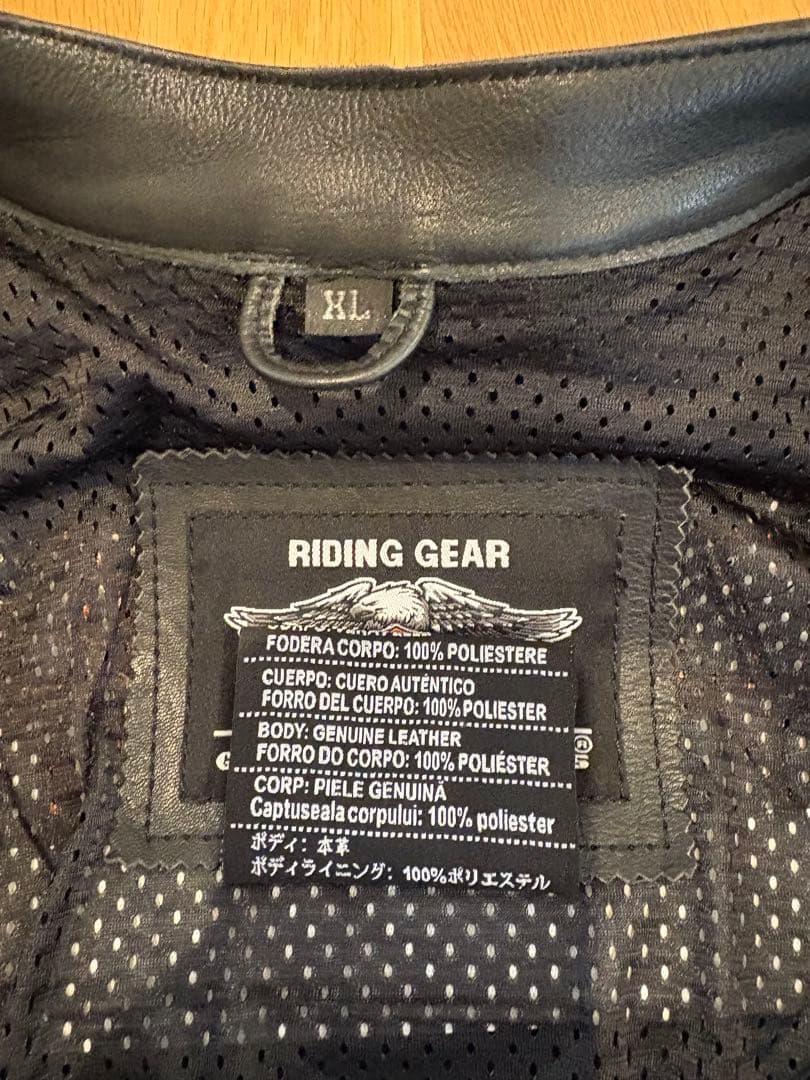 XL
RIDING GEAR
FODERA CORPO: 100% POLIESTERE
CUERPO: CUERO AUTÉNTICO
FORRO DEL CUERPO: 100% POLIESTER
BODY: GENUINE LEATHER
FORRO DO CORPO: 100% POLIÉSTER
CORP: PIELE GENUINĂ
Captuseala corpului: 100% poliester
ボディ: 本革
ボディライニング: 100%ポリエステル
®